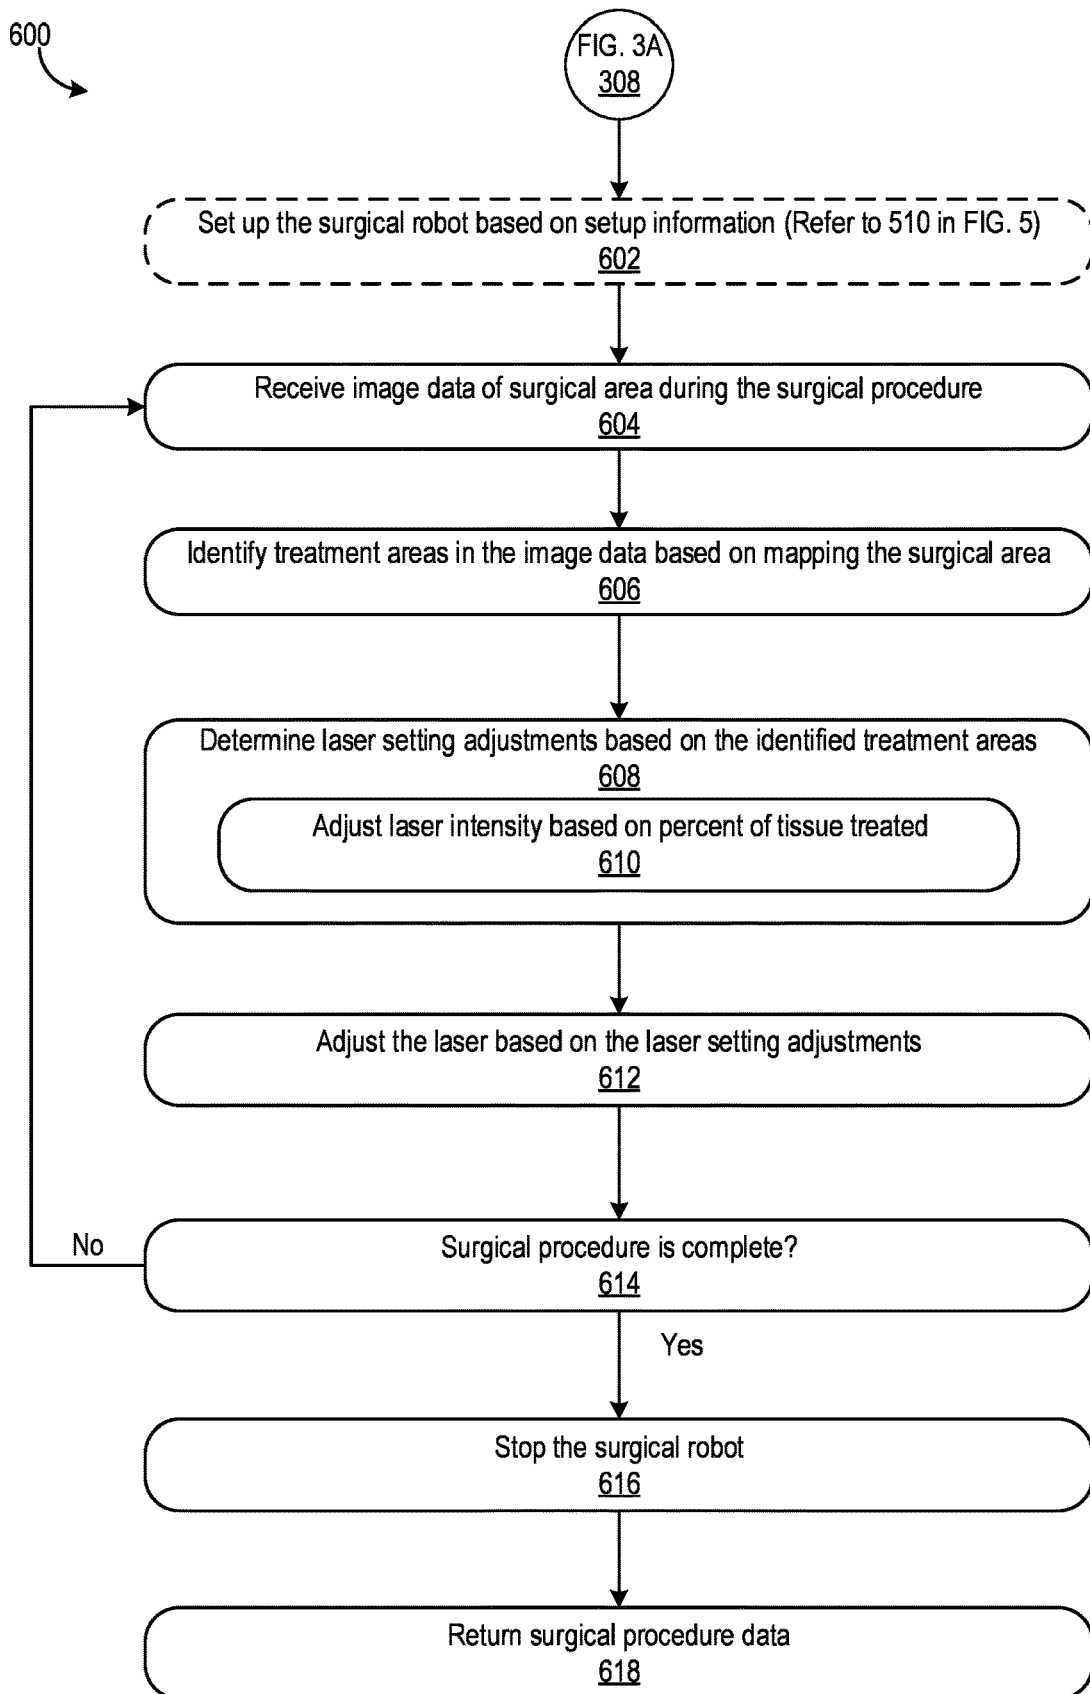 600
FIG. 3A
308
Set up the surgical robot based on setup information (Refer to 510 in FIG. 5)
602
Receive image data of surgical area during the surgical procedure
604
Identify treatment areas in the image data based on mapping the surgical area
606
Determine laser setting adjustments based on the identified treatment areas
608
Adjust laser intensity based on percent of tissue treated
610
Adjust the laser based on the laser setting adjustments
612
No
Surgical procedure is complete?
614
Yes
Stop the surgical robot
616
Return surgical procedure data
618